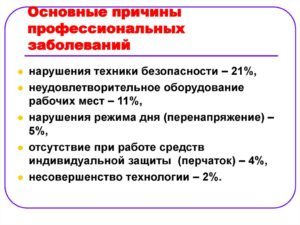 Основные причины
профессиональных
заболеваний
нарушения техники безопасности – 21%,
неудовлетворительное оборудование
рабочих мест – 11%,
нарушения режима дня (перенапряжение) –
5%,
отсутствие при работе средств
индивидуальной защиты (перчаток) – 4%,
несовершенство технологии – 2%.